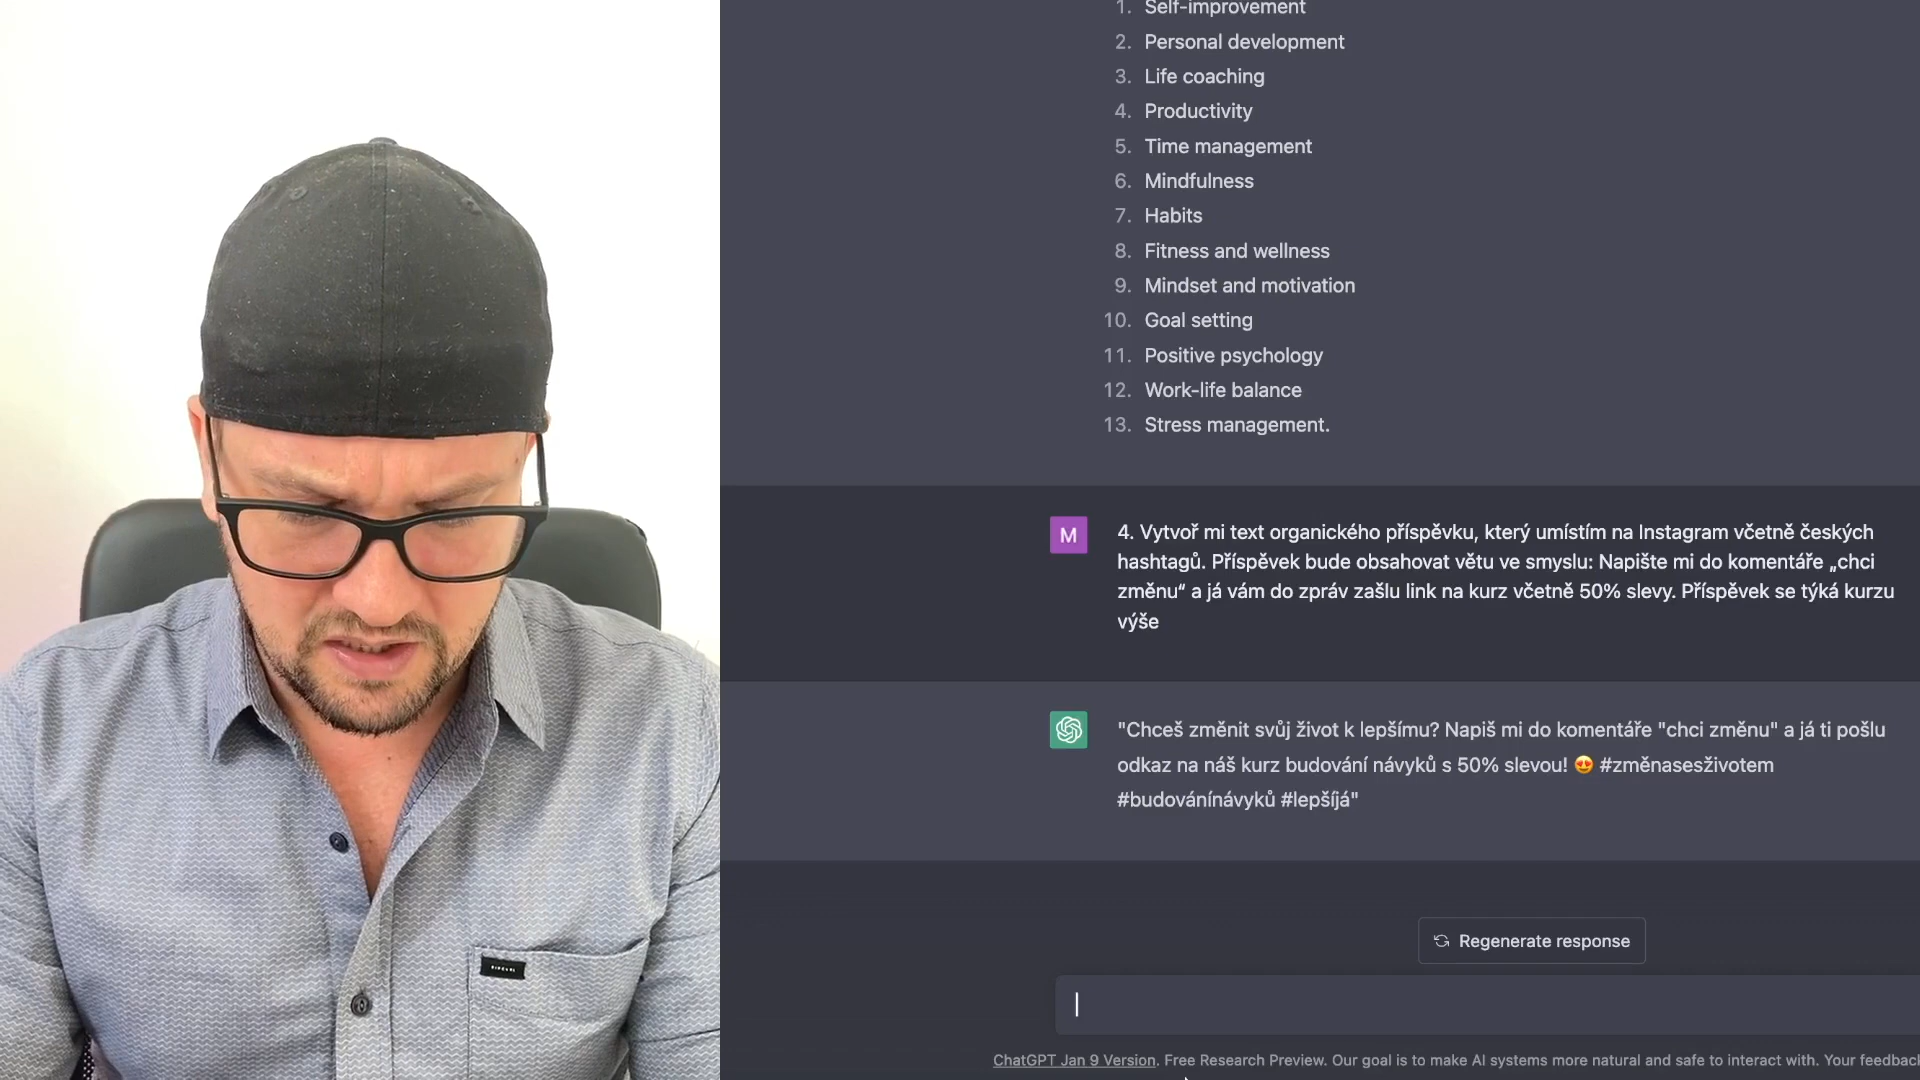 1. Self-improvement
2. Personal development
3. Life coaching
4. Productivity
5. Time management
6. Mindfulness
7. Habits
8. Fitness and wellness
9. Mindset and motivation
10. Goal setting
11. Positive psychology
12. Work-life balance
13. Stress management.
M
4. Vytvoř mi text organického příspěvku, který umístím na Instagram včetně českých
hashtagů. Příspěvek bude obsahovat větu ve smyslu: Napište mi do komentáře „chci
změnu“ a já vám do zpráv zašlu link na kurz včetně 50% slevy. Příspěvek se týká kurzu
výše
"Chceš změnit svůj život k lepšímu? Napiš mi do komentáře "chci změnu" a já ti pošlu
odkaz na náš kurz budování návyků s 50% slevou! 😍 #změnasesživotem
#budovánínávyků #lepšíjá"
Regenerate response
ChatGPT Jan 9 Version. Free Research Preview. Our goal is to make AI systems more natural and safe to interact with. Your feedbac